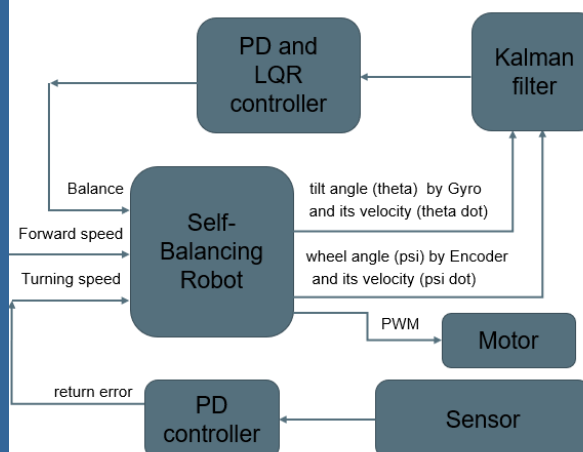 PD and
LQR
controller
Kalman
filter
Balance
Forward speed
Turning speed
Self-
Balancing
Robot
tilt angle (theta) by Gyro
and its velocity (theta dot)
wheel angle (psi) by Encoder
and its velocity (psi dot)
PWM
Motor
return error
PD
controller
Sensor